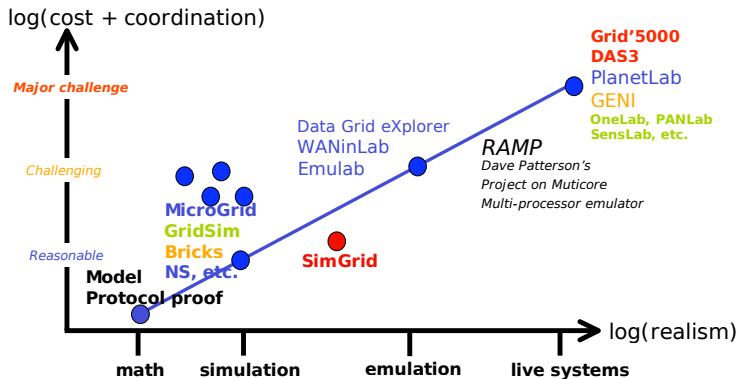 log(cost + coordination)
Grid'5000
DAS3
PlanetLab
GENI
OneLab, PANLab
SensLab, etc.
Major challenge
Data Grid eXplorer
WANinLab
Emulab
RAMP
Dave Patterson's
Project on Muticore
Multi-processor emulator
Challenging
MicroGrid
GridSim
Bricks
NS, etc.
Reasonable
SimGrid
Model
Protocol proof
log(realism)
math
simulation
emulation
live systems